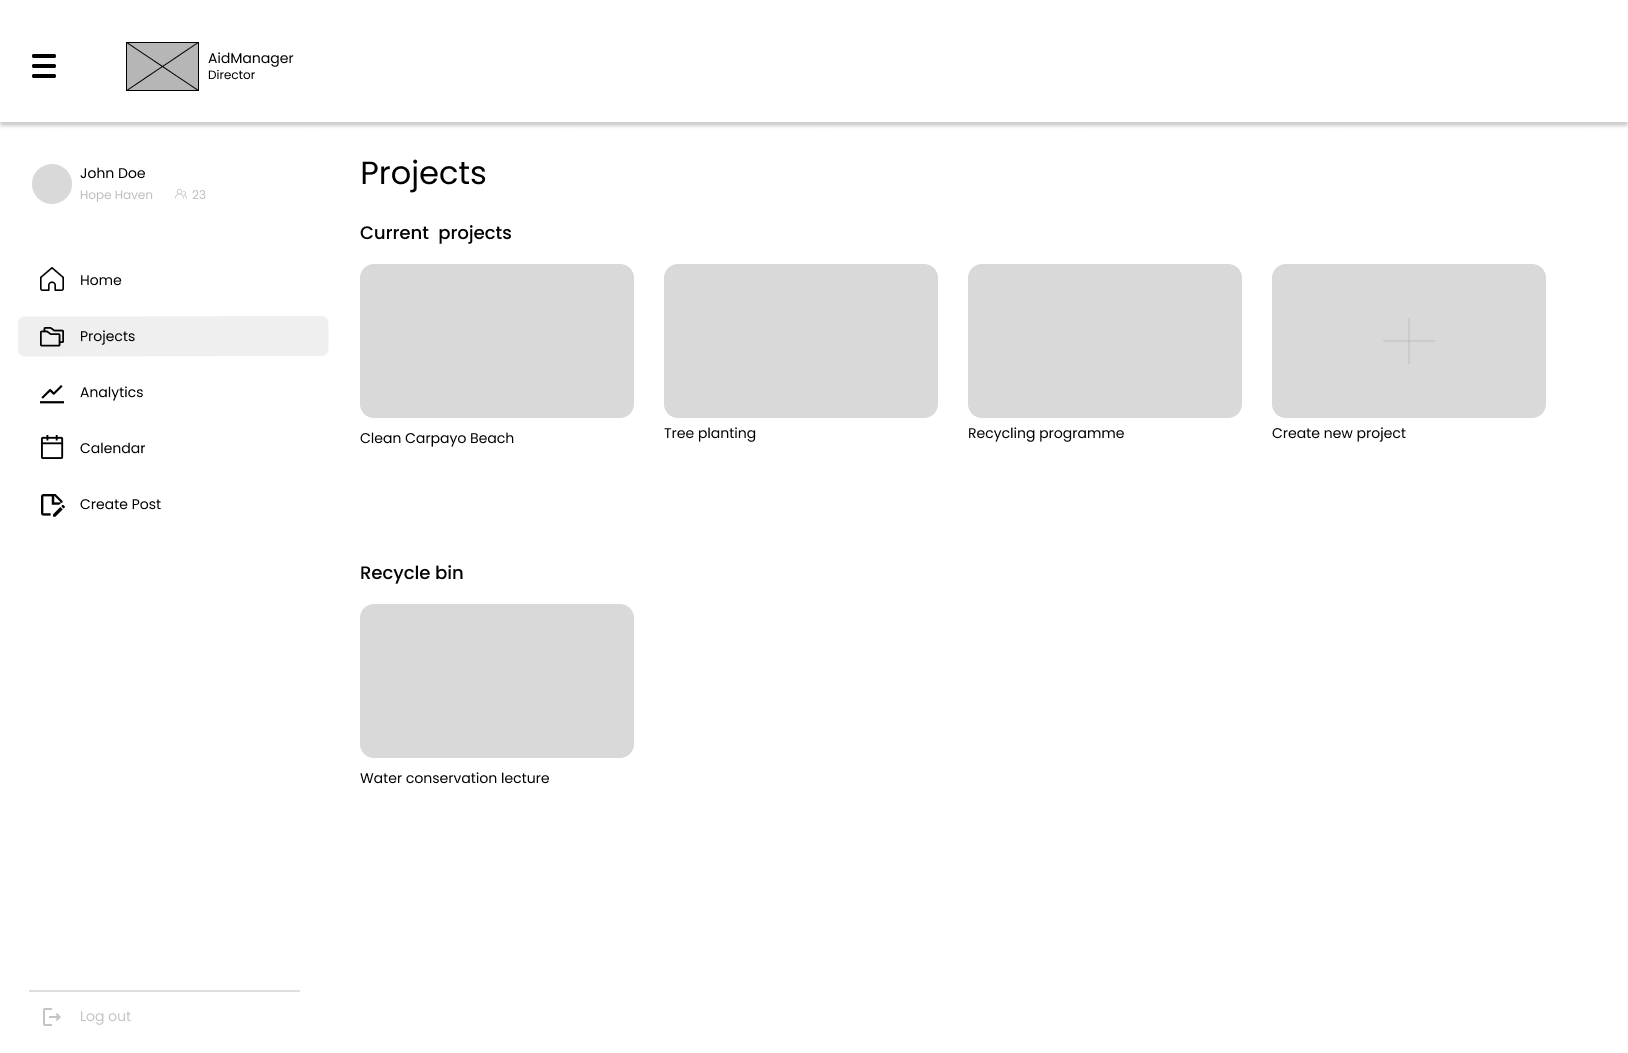 AidManager
Director
John Doe
Hope Haven 23
Home
Projects
Analytics
Calendar
Create Post
Log out
Projects
Current projects
Clean Carpayo Beach
Tree planting
Recycling programme
Create new project
Recycle bin
Water conservation lecture